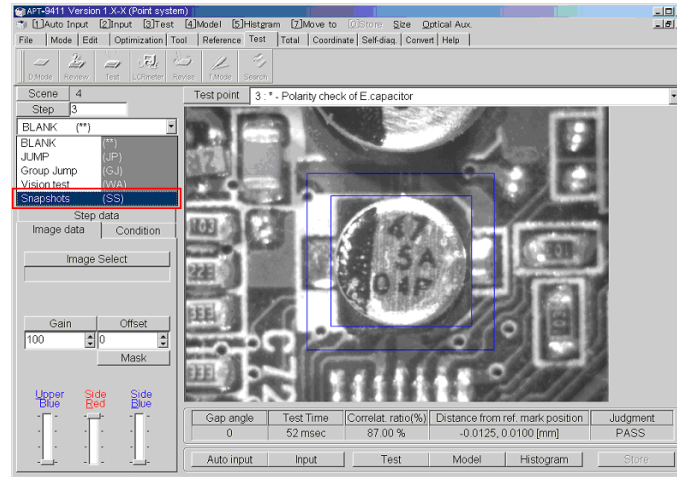 APT-9411 Version 1.X-X (Point system)
[1]Auto Input [2]Input [3]Test [4]Model [5]Histgram [7]Move to [0]Store Size Optical Aux.
File Mode Edit Optimization Tool Reference Test Total Coordinate Self-diag. Convert Help
D.Mode Review Test LCRmeter Revise T.Mode Search
Scene 4
Step 3
Test point 3 : * - Polarity check of E.capacitor
BLANK (**)
BLANK (**)
JUMP (JP)
Group Jump (GJ)
Vision test (WA)
Snapshots (SS)
Step data
Image data Condition
Image Select
Gain Offset
100 0
Mask
Upper Blue Side Red Side Blue
103
223
333
333
C72
47
5A
04P
Gap angle Test Time Correlat. ratio(%) Distance from ref. mark position Judgment
0 52 msec 87.00 % -0.0125, 0.0100 [mm] PASS
Auto input Input Test Model Histogram Store